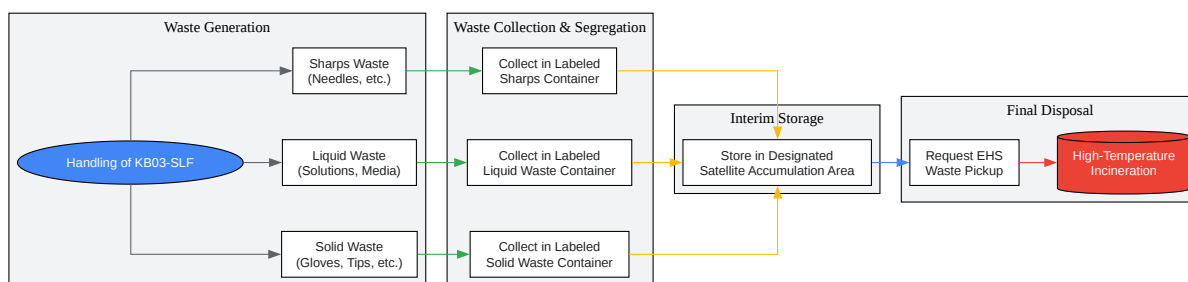 Waste Generation
Handling of KB03-SLF
Sharps Waste
(Needles, etc.)
Liquid Waste
(Solutions, Media)
Solid Waste
(Gloves, Tips, etc.)
Waste Collection & Segregation
Collect in Labeled
Sharps Container
Collect in Labeled
Liquid Waste Container
Collect in Labeled
Solid Waste Container
Interim Storage
Store in Designated
Satellite Accumulation Area
Final Disposal
Request EHS
Waste Pickup
High-Temperature
Incineration